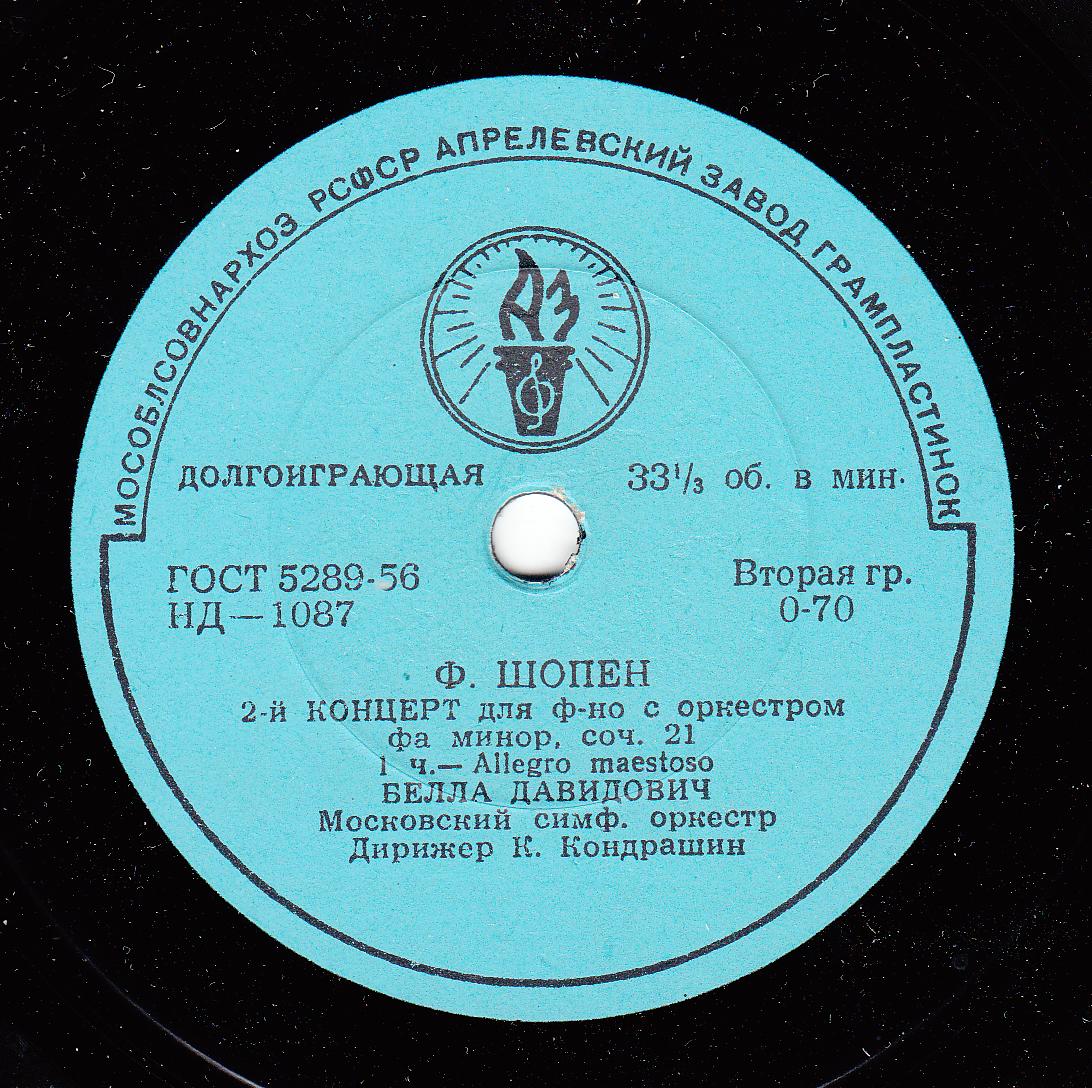 МОСОБЛСОВНАРХОЗ РСФСР АПРЕЛЕВСКИЙ ЗАВОД ГРАМПЛАСТИНОК
АЗ
ДОЛГОИГРАЮЩАЯ
33⅓ об. в мин.
ГОСТ 5289-56
НД—1087
Вторая гр.
0-70
Ф. ШОПЕН
2-й КОНЦЕРТ для ф-но с оркестром
фа минор, соч. 21
1 ч.— Allegro maestoso
БЕЛЛА ДАВИДОВИЧ
Московский симф. оркестр
Дирижер К. Кондрашин